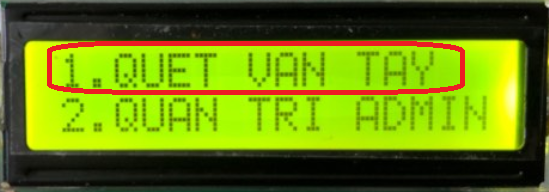 1.QUET VAN TAY
2.QUAN TRI ADMIN